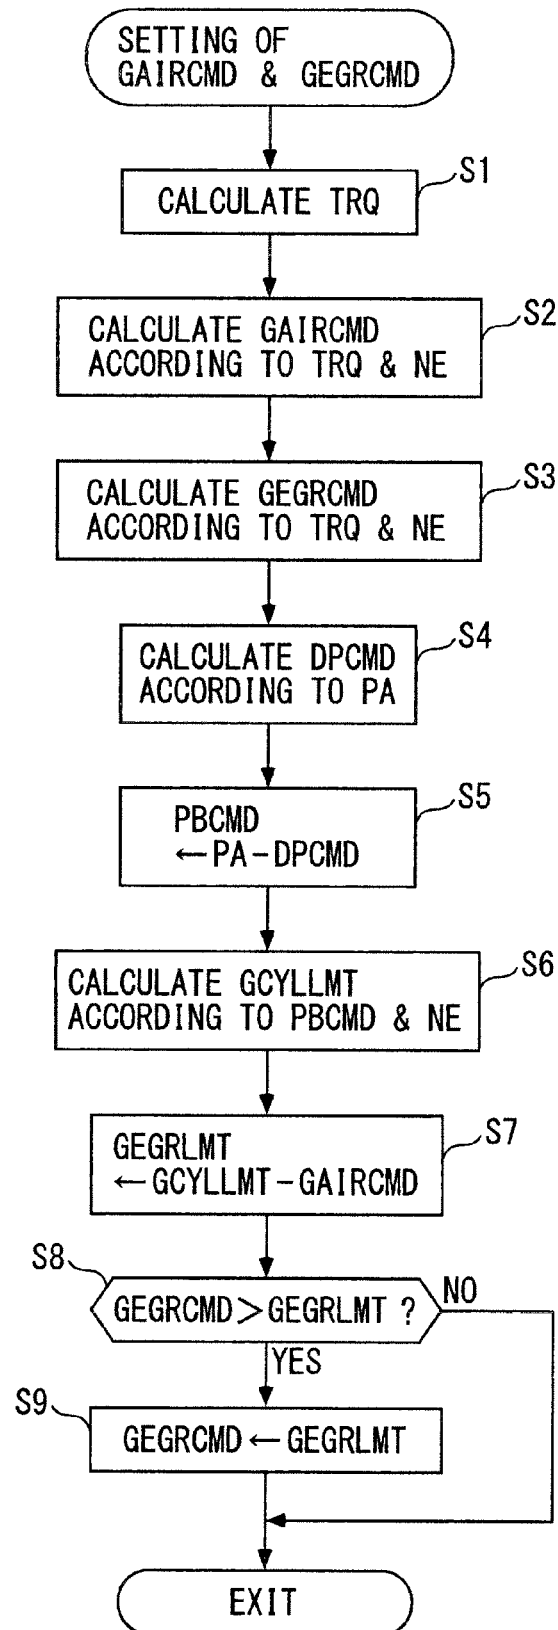 SETTING OF
GAIRCMD & GEGRCMD
S1
CALCULATE TRQ
S2
CALCULATE GAIRCMD
ACCORDING TO TRQ & NE
S3
CALCULATE GEGRCMD
ACCORDING TO TRQ & NE
S4
CALCULATE DPCMD
ACCORDING TO PA
S5
PBCMD
←PA-DPCMD
S6
CALCULATE GCYLLMT
ACCORDING TO PBCMD & NE
S7
GEGRLMT
←GCYLLMT-GAIRCMD
S8
GEGRCMD>GEGRLMT ?
NO
YES
S9
GEGRCMD←GEGRLMT
EXIT